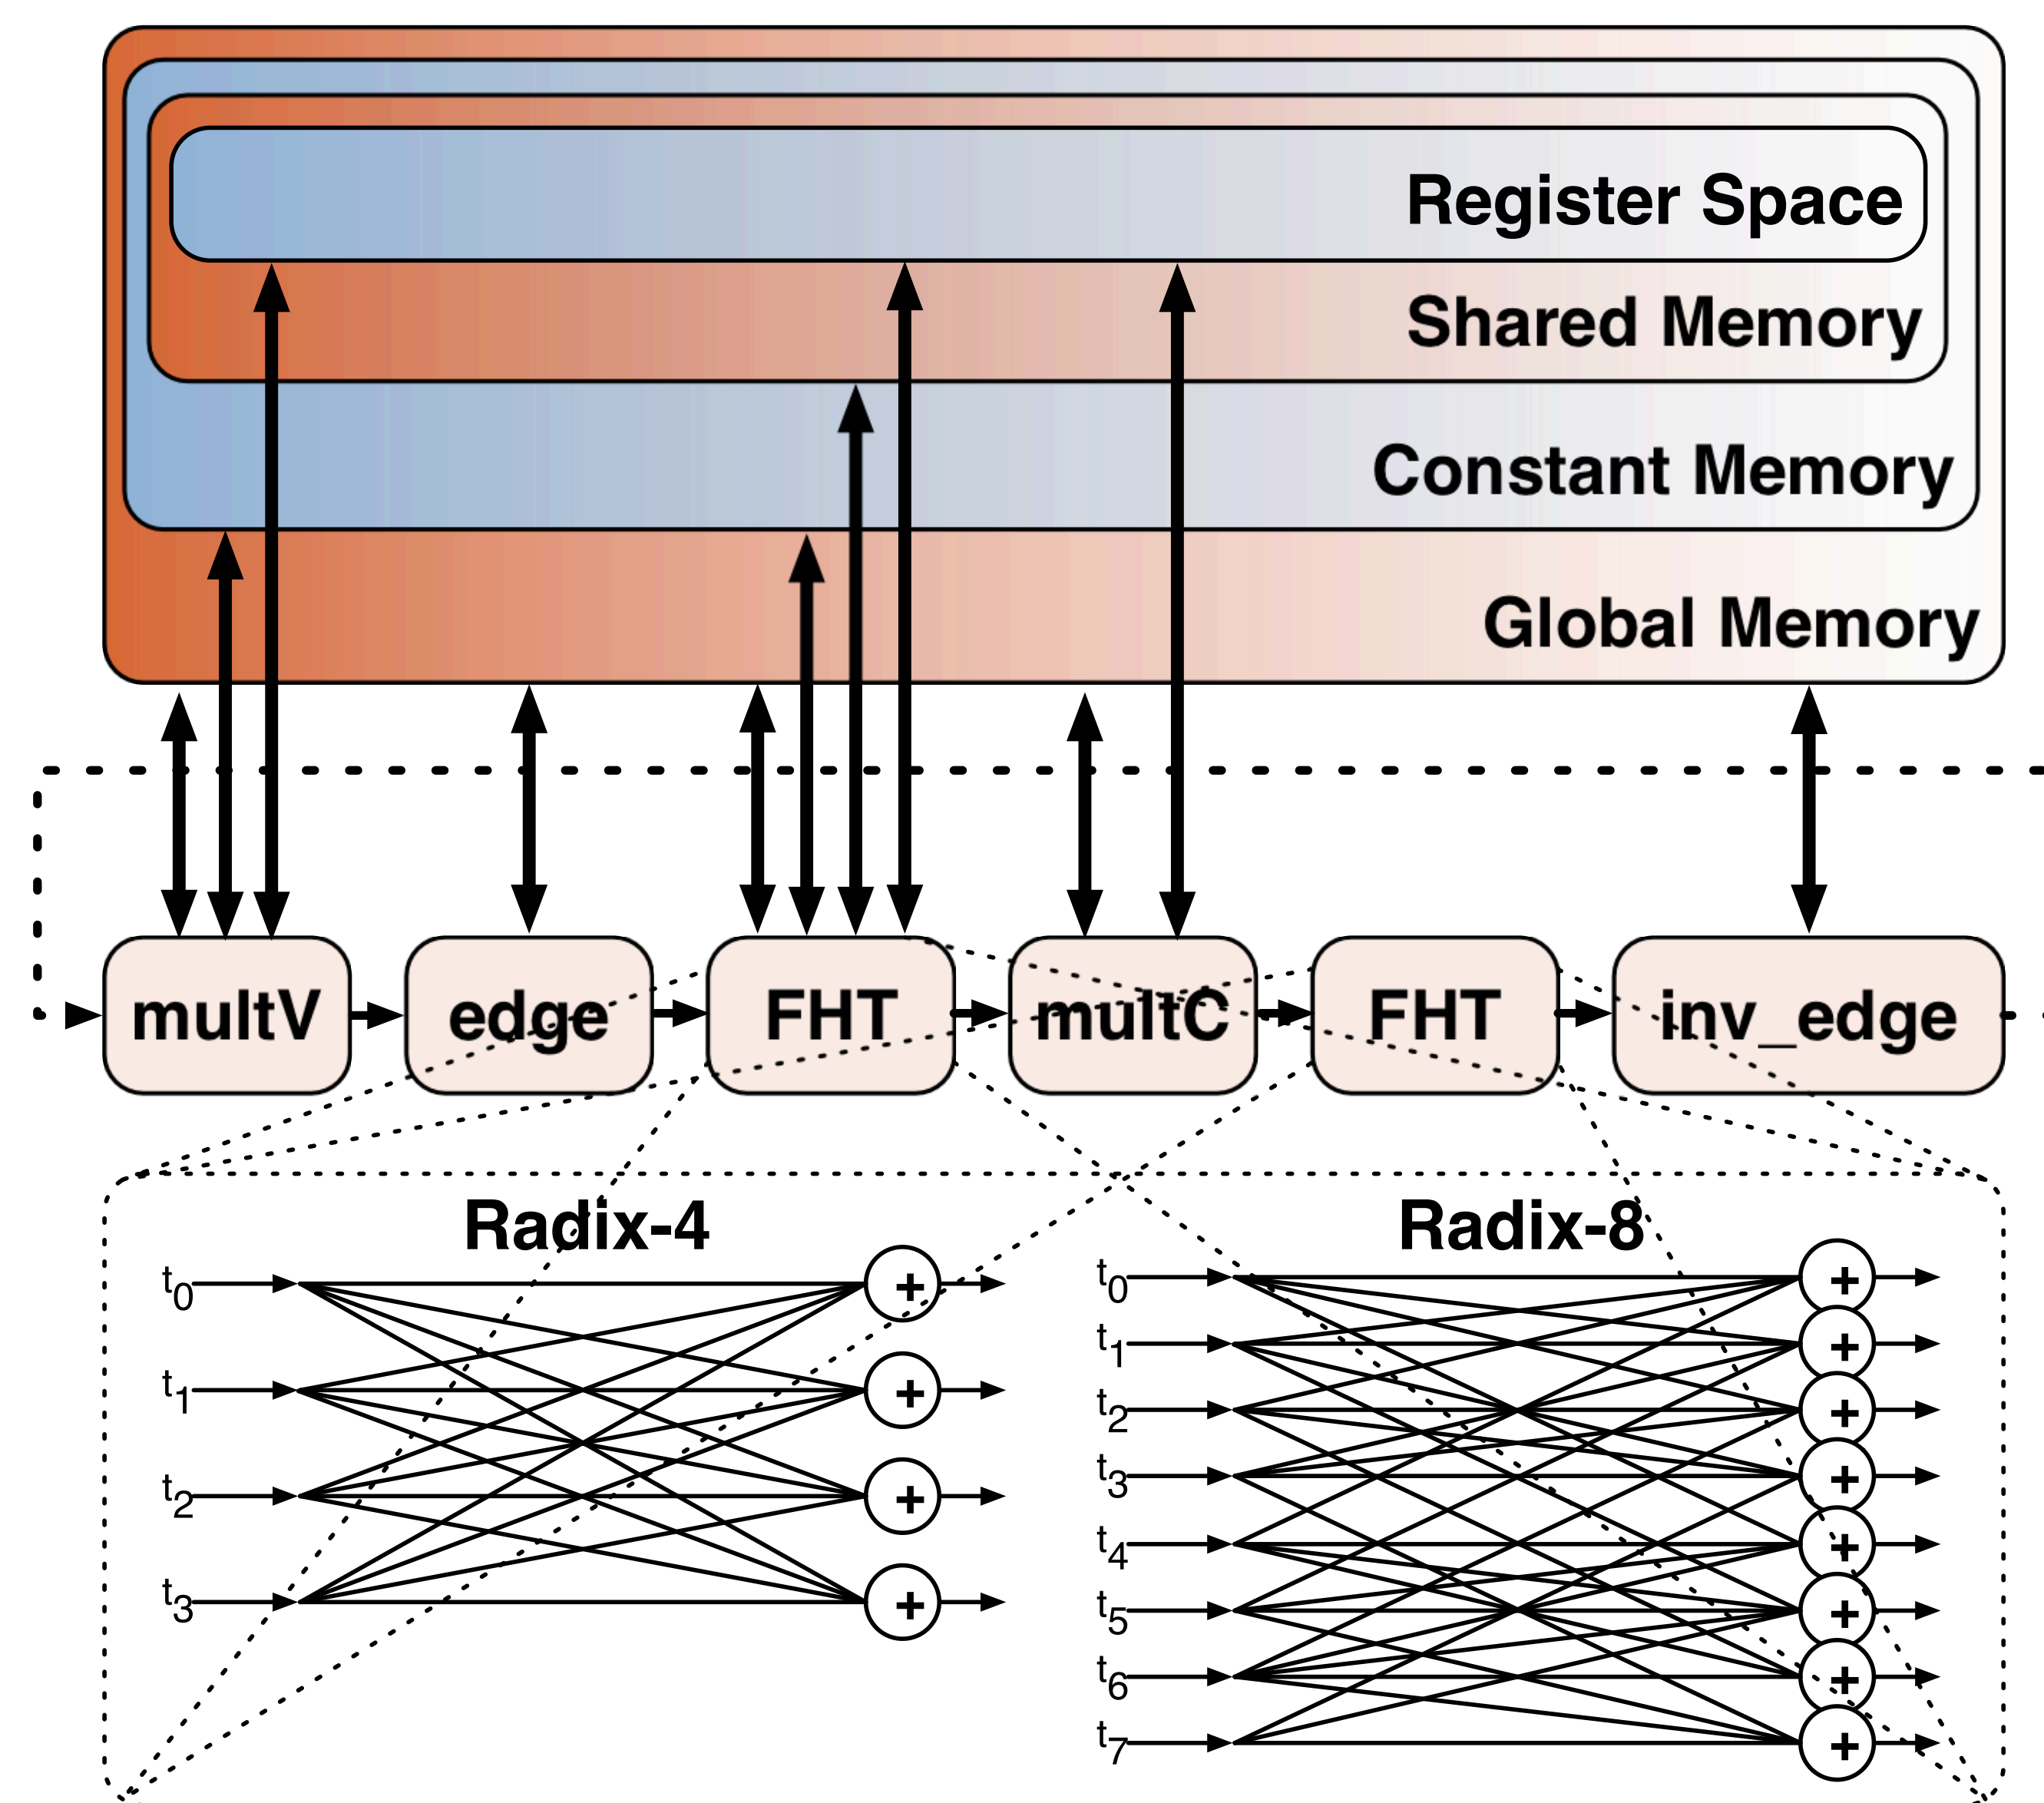 Register Space
Shared Memory
Constant Memory
Global Memory
multV edge FHT multC FHT inv_edge
Radix-4
t0 +
t1 +
t2 +
t3 +
Radix-8
t0 +
t1 +
t2 +
t3 +
t4 +
t5 +
t6 +
t7 +